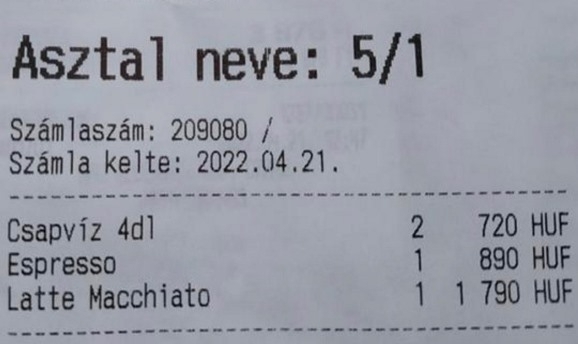 Asztal neve: 5/1
Számlaszám: 209080 /
Számla kelte: 2022.04.21.
Csapvíz 4dl 2 720 HUF
Espresso 1 890 HUF
Latte Macchiato 1 1 790 HUF